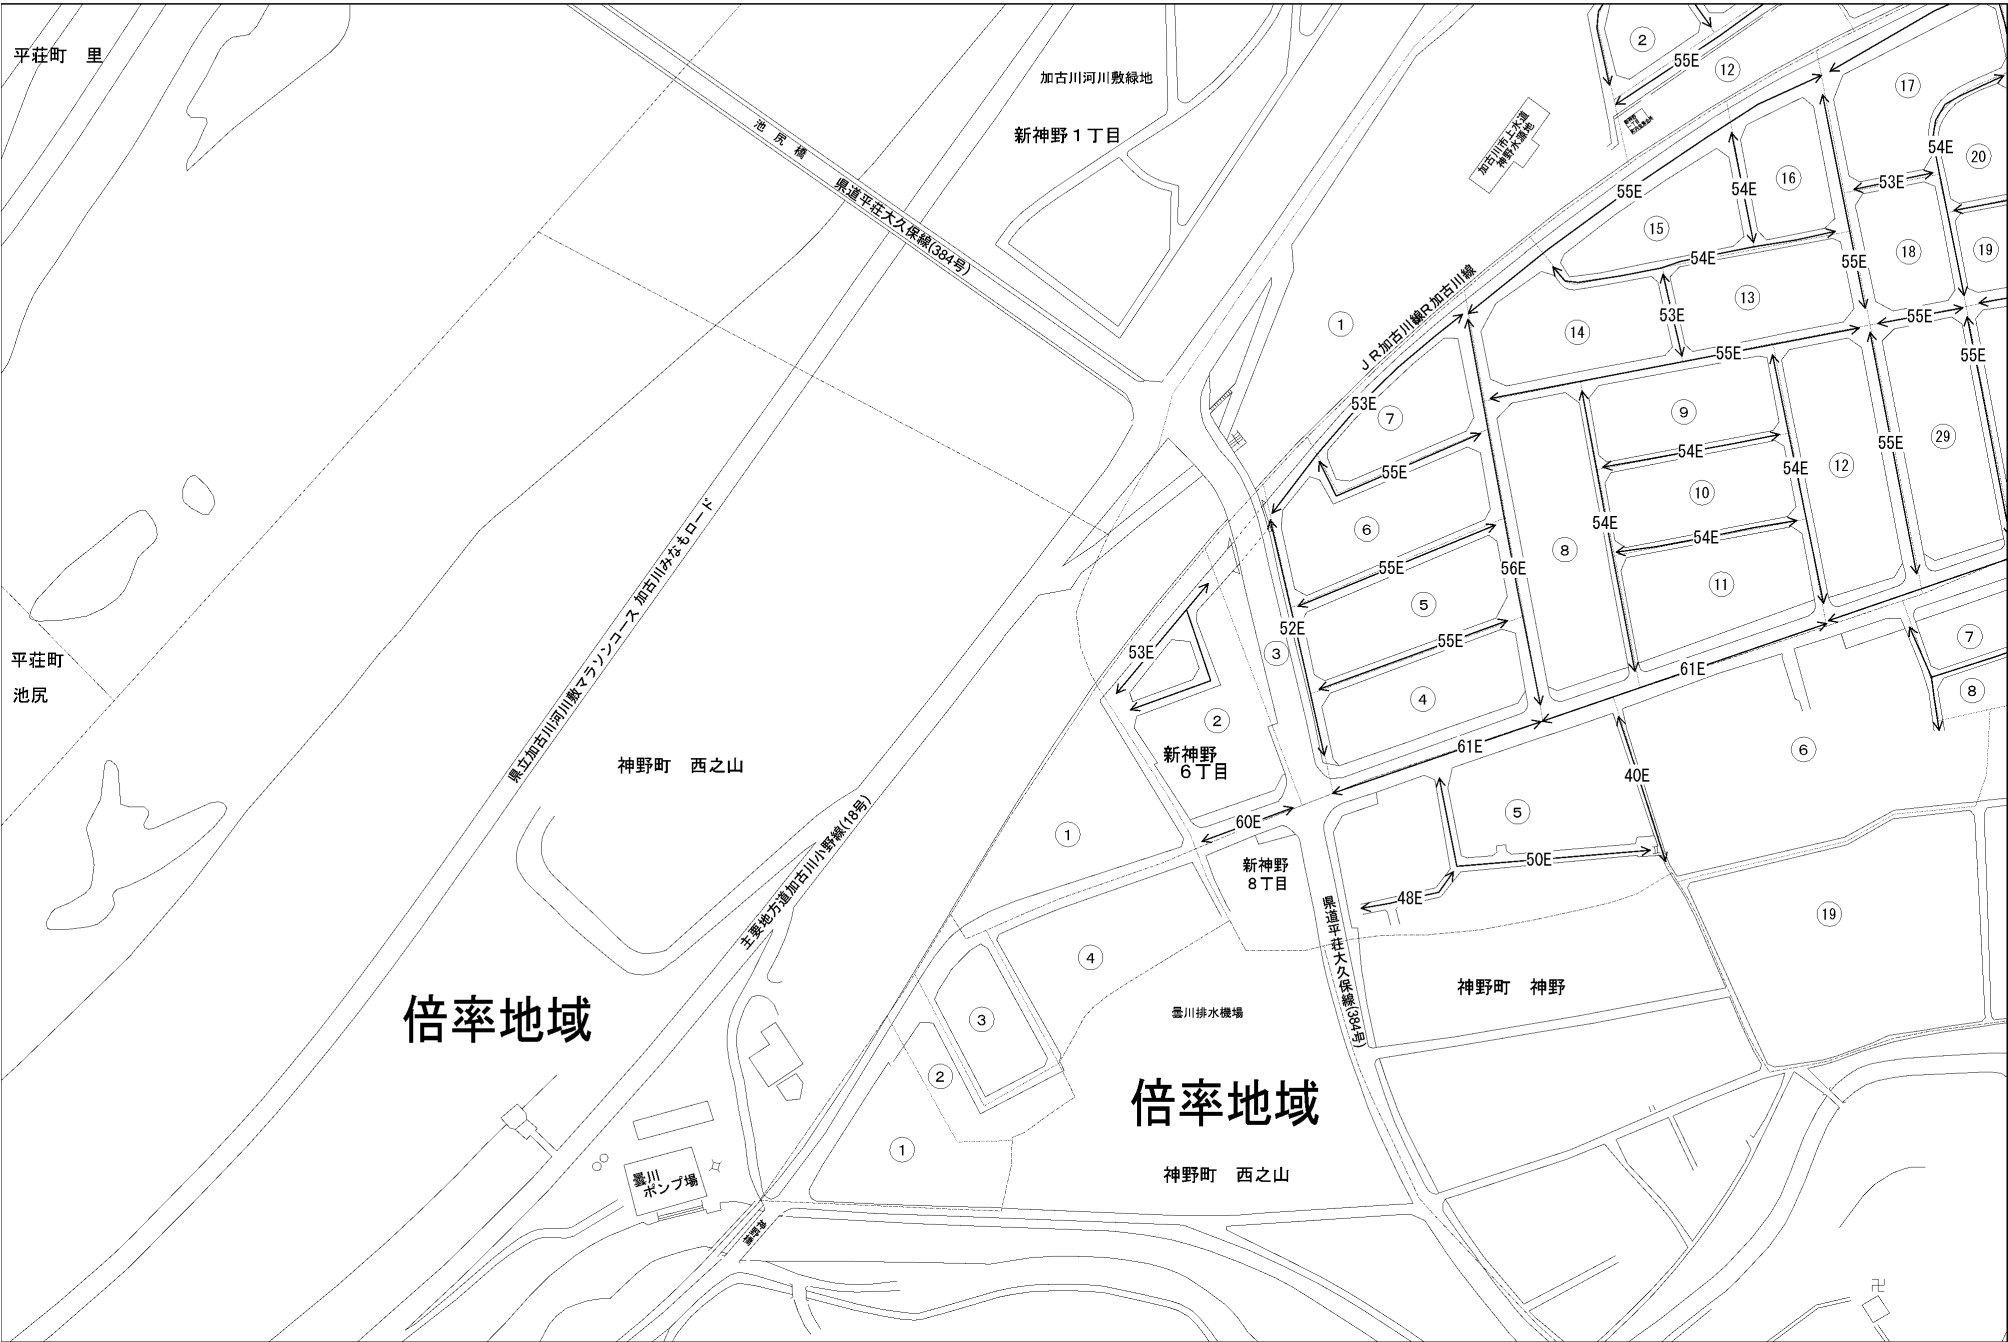 平荘町　里
加古川河川敷緑地
新神野１丁目
池尻橋
県道平荘大久保線(384号)
加古川市上水道
神野水源地
ＪＲ加古川線R加古川線
県立加古川河川敷マラソンコース 加古川みなもロード
平荘町
池尻
神野町　西之山
主要地方道加古川小野線(18号)
新神野
６丁目
新神野
８丁目
県道平荘大久保線(384号)
神野町　神野
曇川排水機場
倍率地域
倍率地域
神野町　西之山
曇川
ポンプ場
②
55E
⑫
⑰
54E
⑳
53E
55E
54E
⑯
⑮
54E
55E
⑱
⑲
①
⑬
53E
⑭
55E
55E
55E
53E
⑦
⑨
55E
54E
54E
55E
⑫
㉙
⑩
⑥
54E
54E
⑧
55E
56E
⑪
⑤
52E
③
55E
53E
④
61E
⑦
⑧
②
61E
⑥
40E
⑤
60E
①
50E
48E
⑲
④
③
②
①
卍